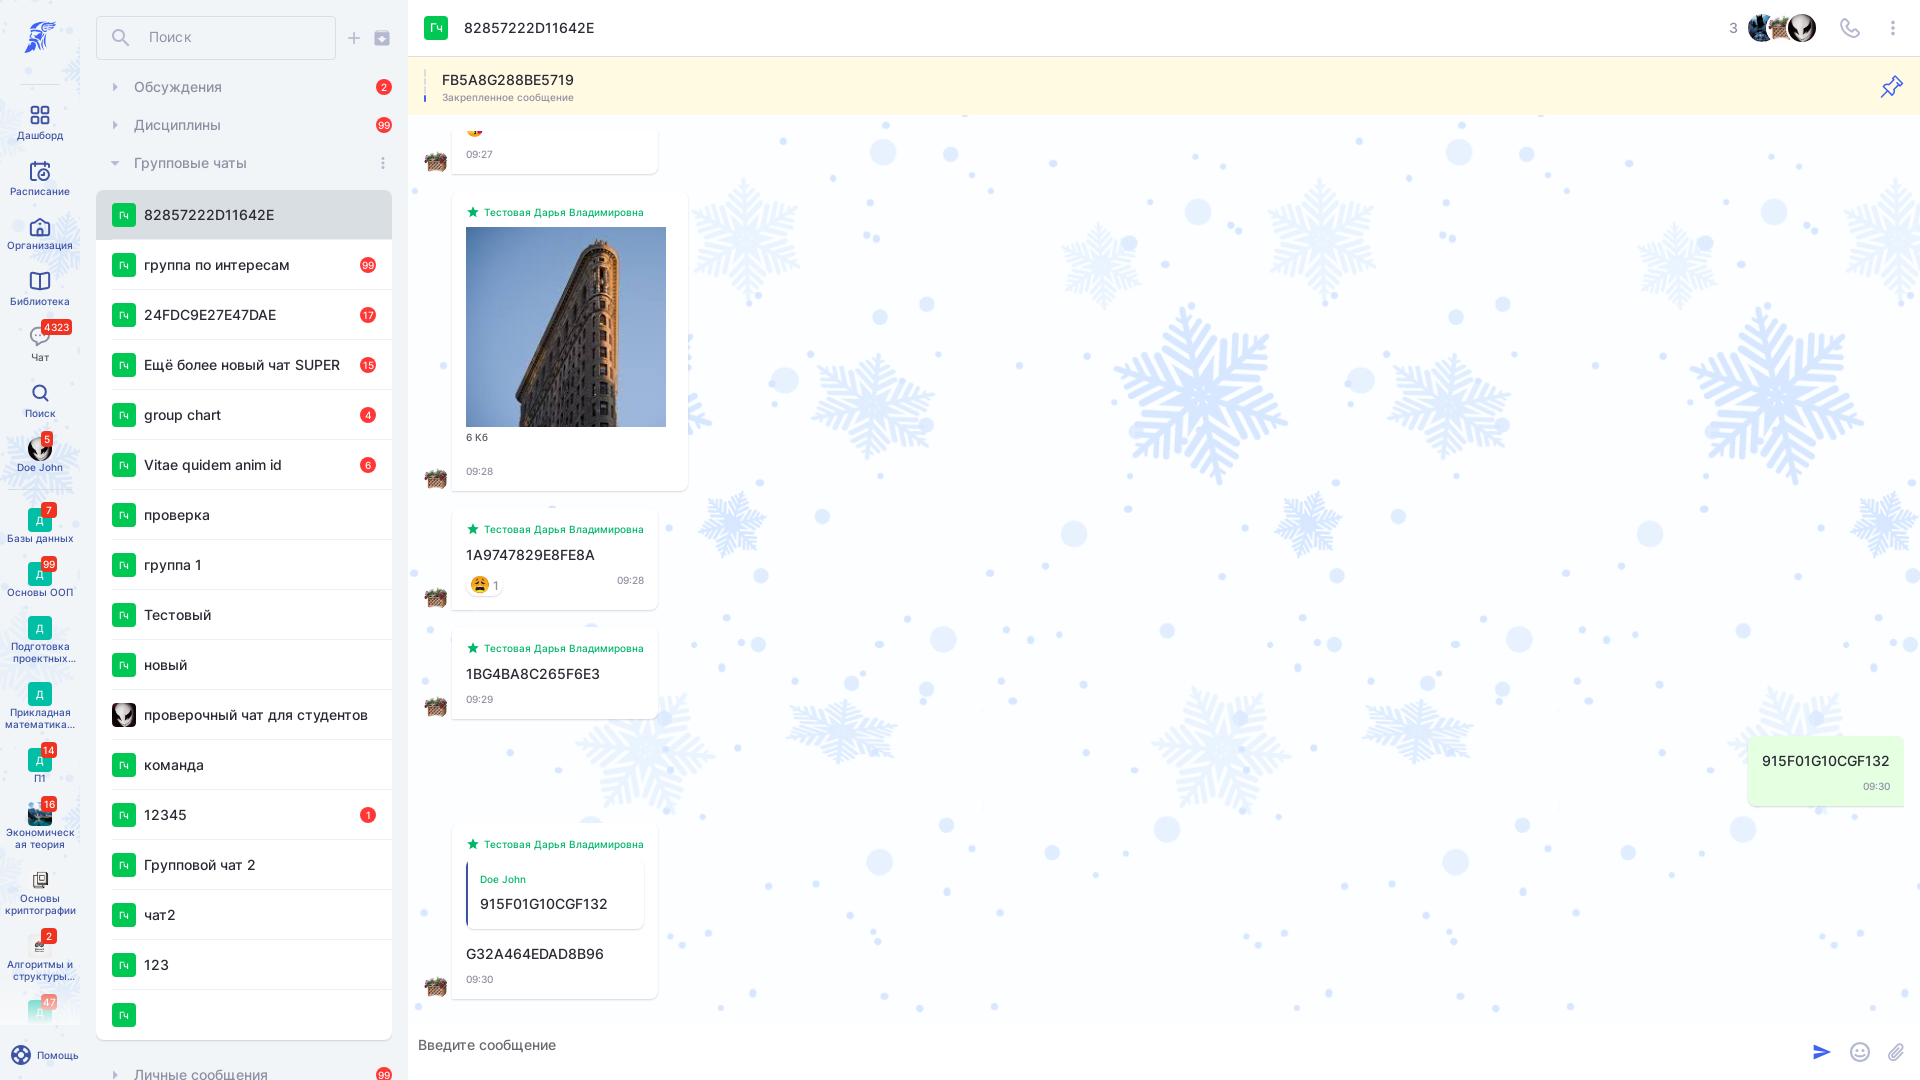 Дашборд
Расписание
Организация
Библиотека
4323
Чат
Поиск
5
Doe John
7
Д
Базы данных
99
Д
Основы ООП
Д
Подготовка
проектных...
Д
Прикладная
математика...
14
Д
П1
16
Экономическ
ая теория
Основы
криптографии
2
Алгоритмы и
структуры...
47
Д
Помощь
Поиск
Обсуждения
2
Дисциплины
99
Групповые чаты
Гч 82857222D11642E
Гч группа по интересам 99
Гч 24FDC9E27E47DAE 17
Гч Ещё более новый чат SUPER 15
Гч group chart 4
Гч Vitae quidem anim id 6
Гч проверка
Гч группа 1
Гч Тестовый
Гч новый
проверочный чат для студентов
Гч команда
Гч 12345 1
Гч Групповой чат 2
Гч чат2
Гч 123
Гч
Личные сообщения 99
Гч 82857222D11642E 3
FB5A8G288BE5719
Закрепленное сообщение
09:27
Тестовая Дарья Владимировна
6 Кб
09:28
Тестовая Дарья Владимировна
1A9747829E8FE8A
1 09:28
Тестовая Дарья Владимировна
1BG4BA8C265F6E3
09:29
915F01G10CGF132
09:30
Тестовая Дарья Владимировна
Doe John
915F01G10CGF132
G32A464EDAD8B96
09:30
Введите сообщение